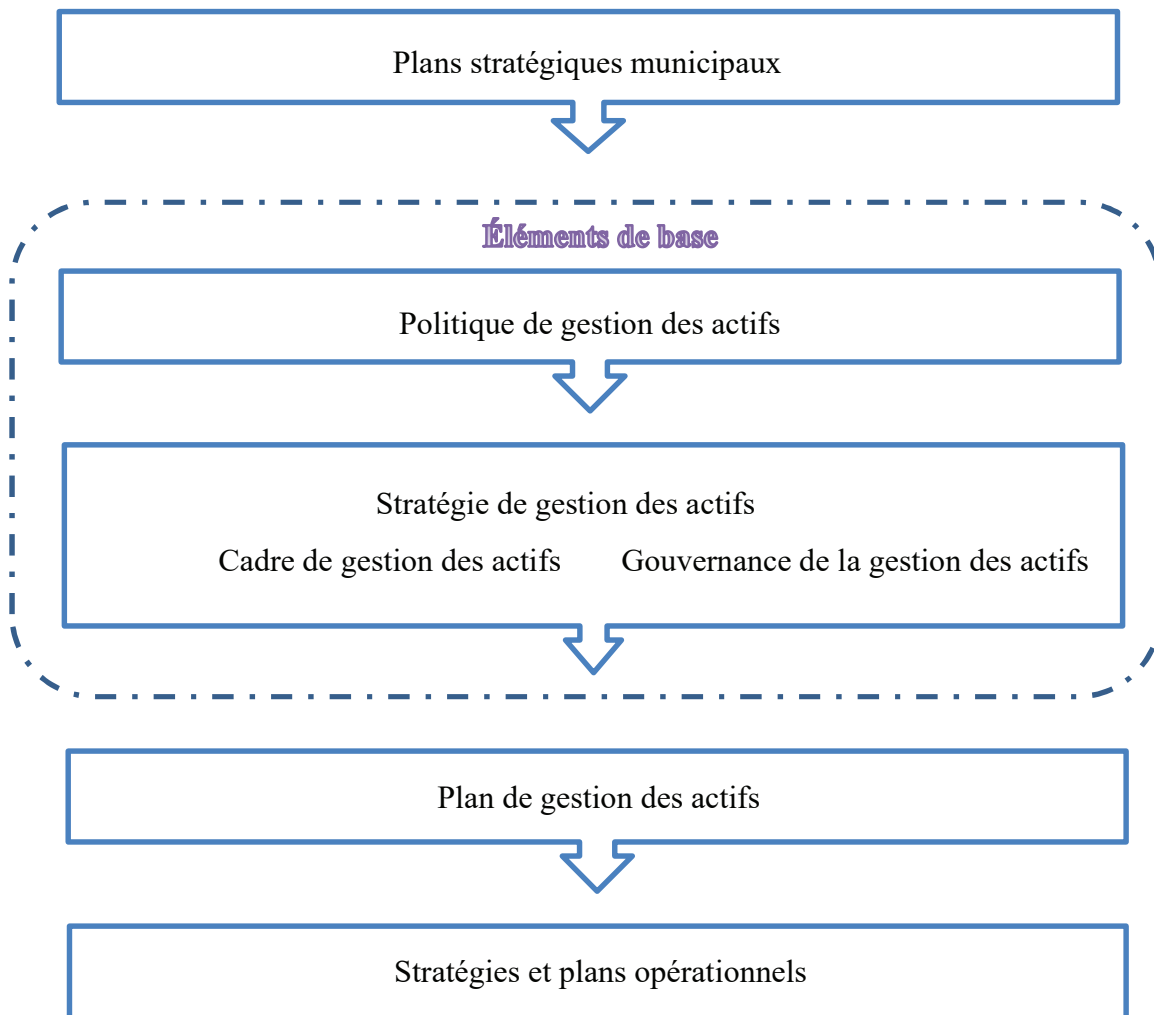 Plans stratégiques municipaux
Éléments de base
Politique de gestion des actifs
Stratégie de gestion des actifs
Cadre de gestion des actifs Gouvernance de la gestion des actifs
Plan de gestion des actifs
Stratégies et plans opérationnels